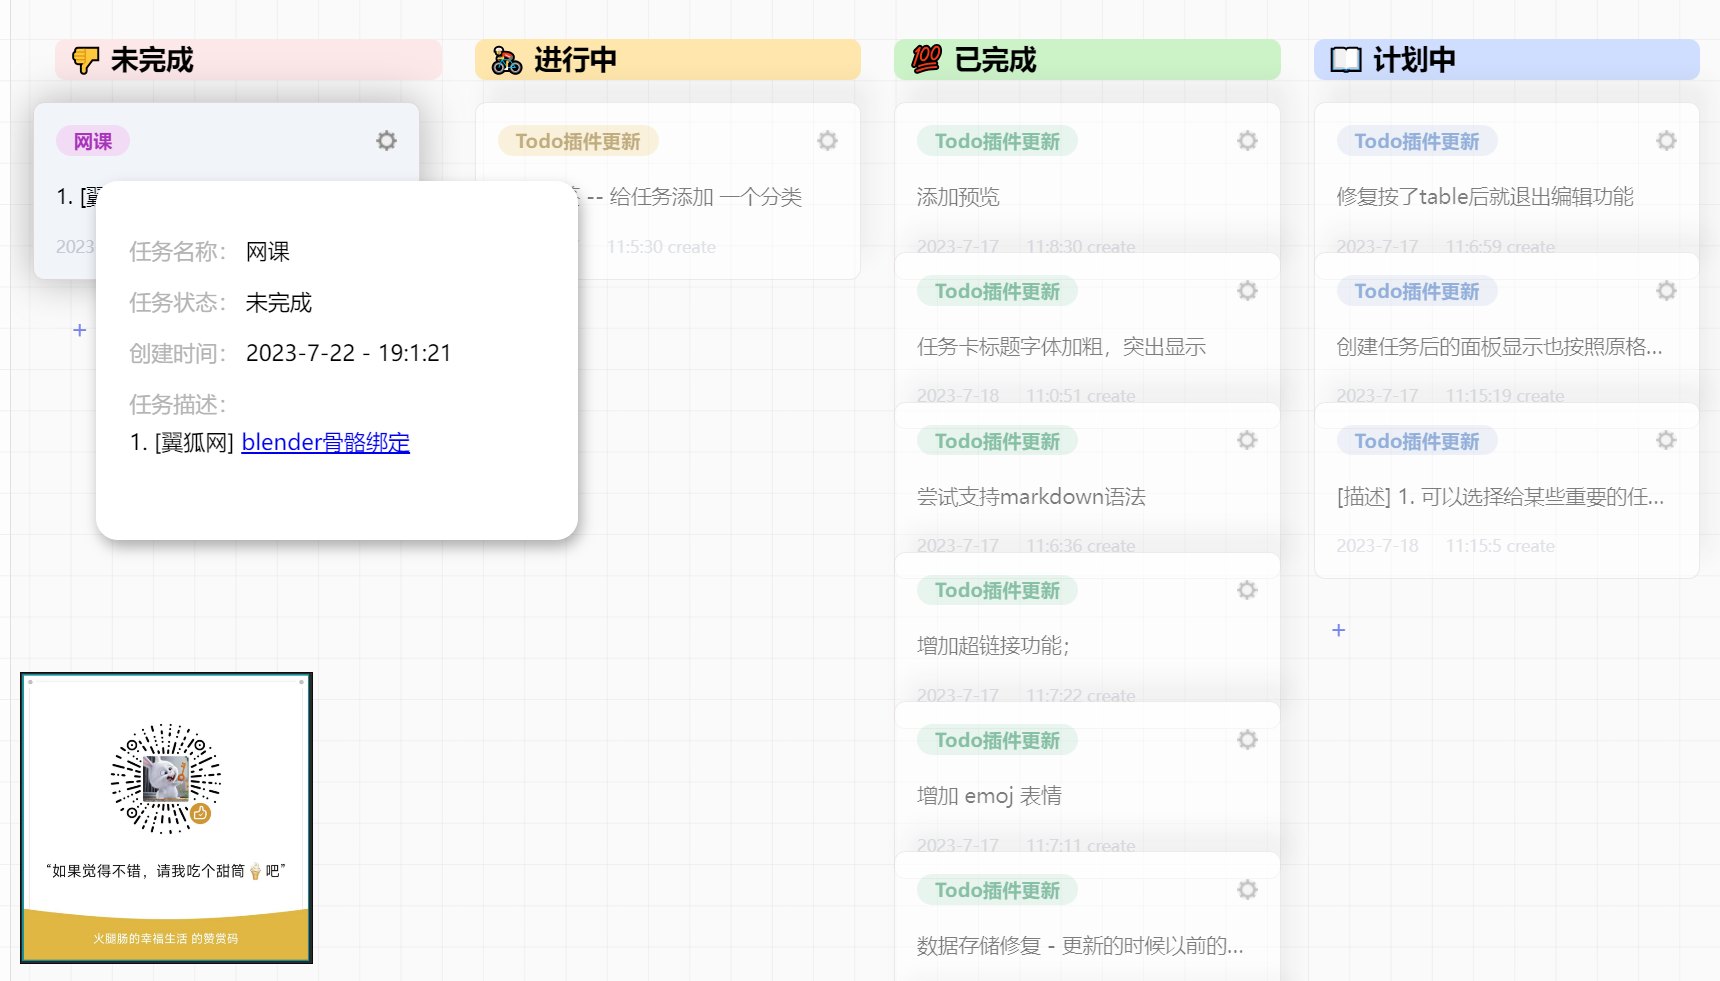 👎 未完成
网课
1. [翼
2023
+
任务名称： 网课
任务状态： 未完成
创建时间： 2023-7-22 - 19:1:21
任务描述：
1. [翼狐网] blender骨骼绑定
🚴 进行中
Todo插件更新
-- 给任务添加 一个分类
11:5:30 create
💯 已完成
Todo插件更新
添加预览
2023-7-17 11:8:30 create
Todo插件更新
任务卡标题字体加粗，突出显示
2023-7-18 11:0:51 create
Todo插件更新
尝试支持markdown语法
2023-7-17 11:6:36 create
Todo插件更新
增加超链接功能；
2023-7-17 11:7:22 create
Todo插件更新
增加 emoj 表情
2023-7-17 11:7:11 create
Todo插件更新
数据存储修复 - 更新的时候以前的...
📖 计划中
Todo插件更新
修复按了table后就退出编辑功能
2023-7-17 11:6:59 create
Todo插件更新
创建任务后的面板显示也按照原格...
2023-7-17 11:15:19 create
Todo插件更新
[描述] 1. 可以选择给某些重要的任...
2023-7-18 11:15:5 create
+
“如果觉得不错，请我吃个甜筒🍦吧”
火腿肠的幸福生活 的赞赏码